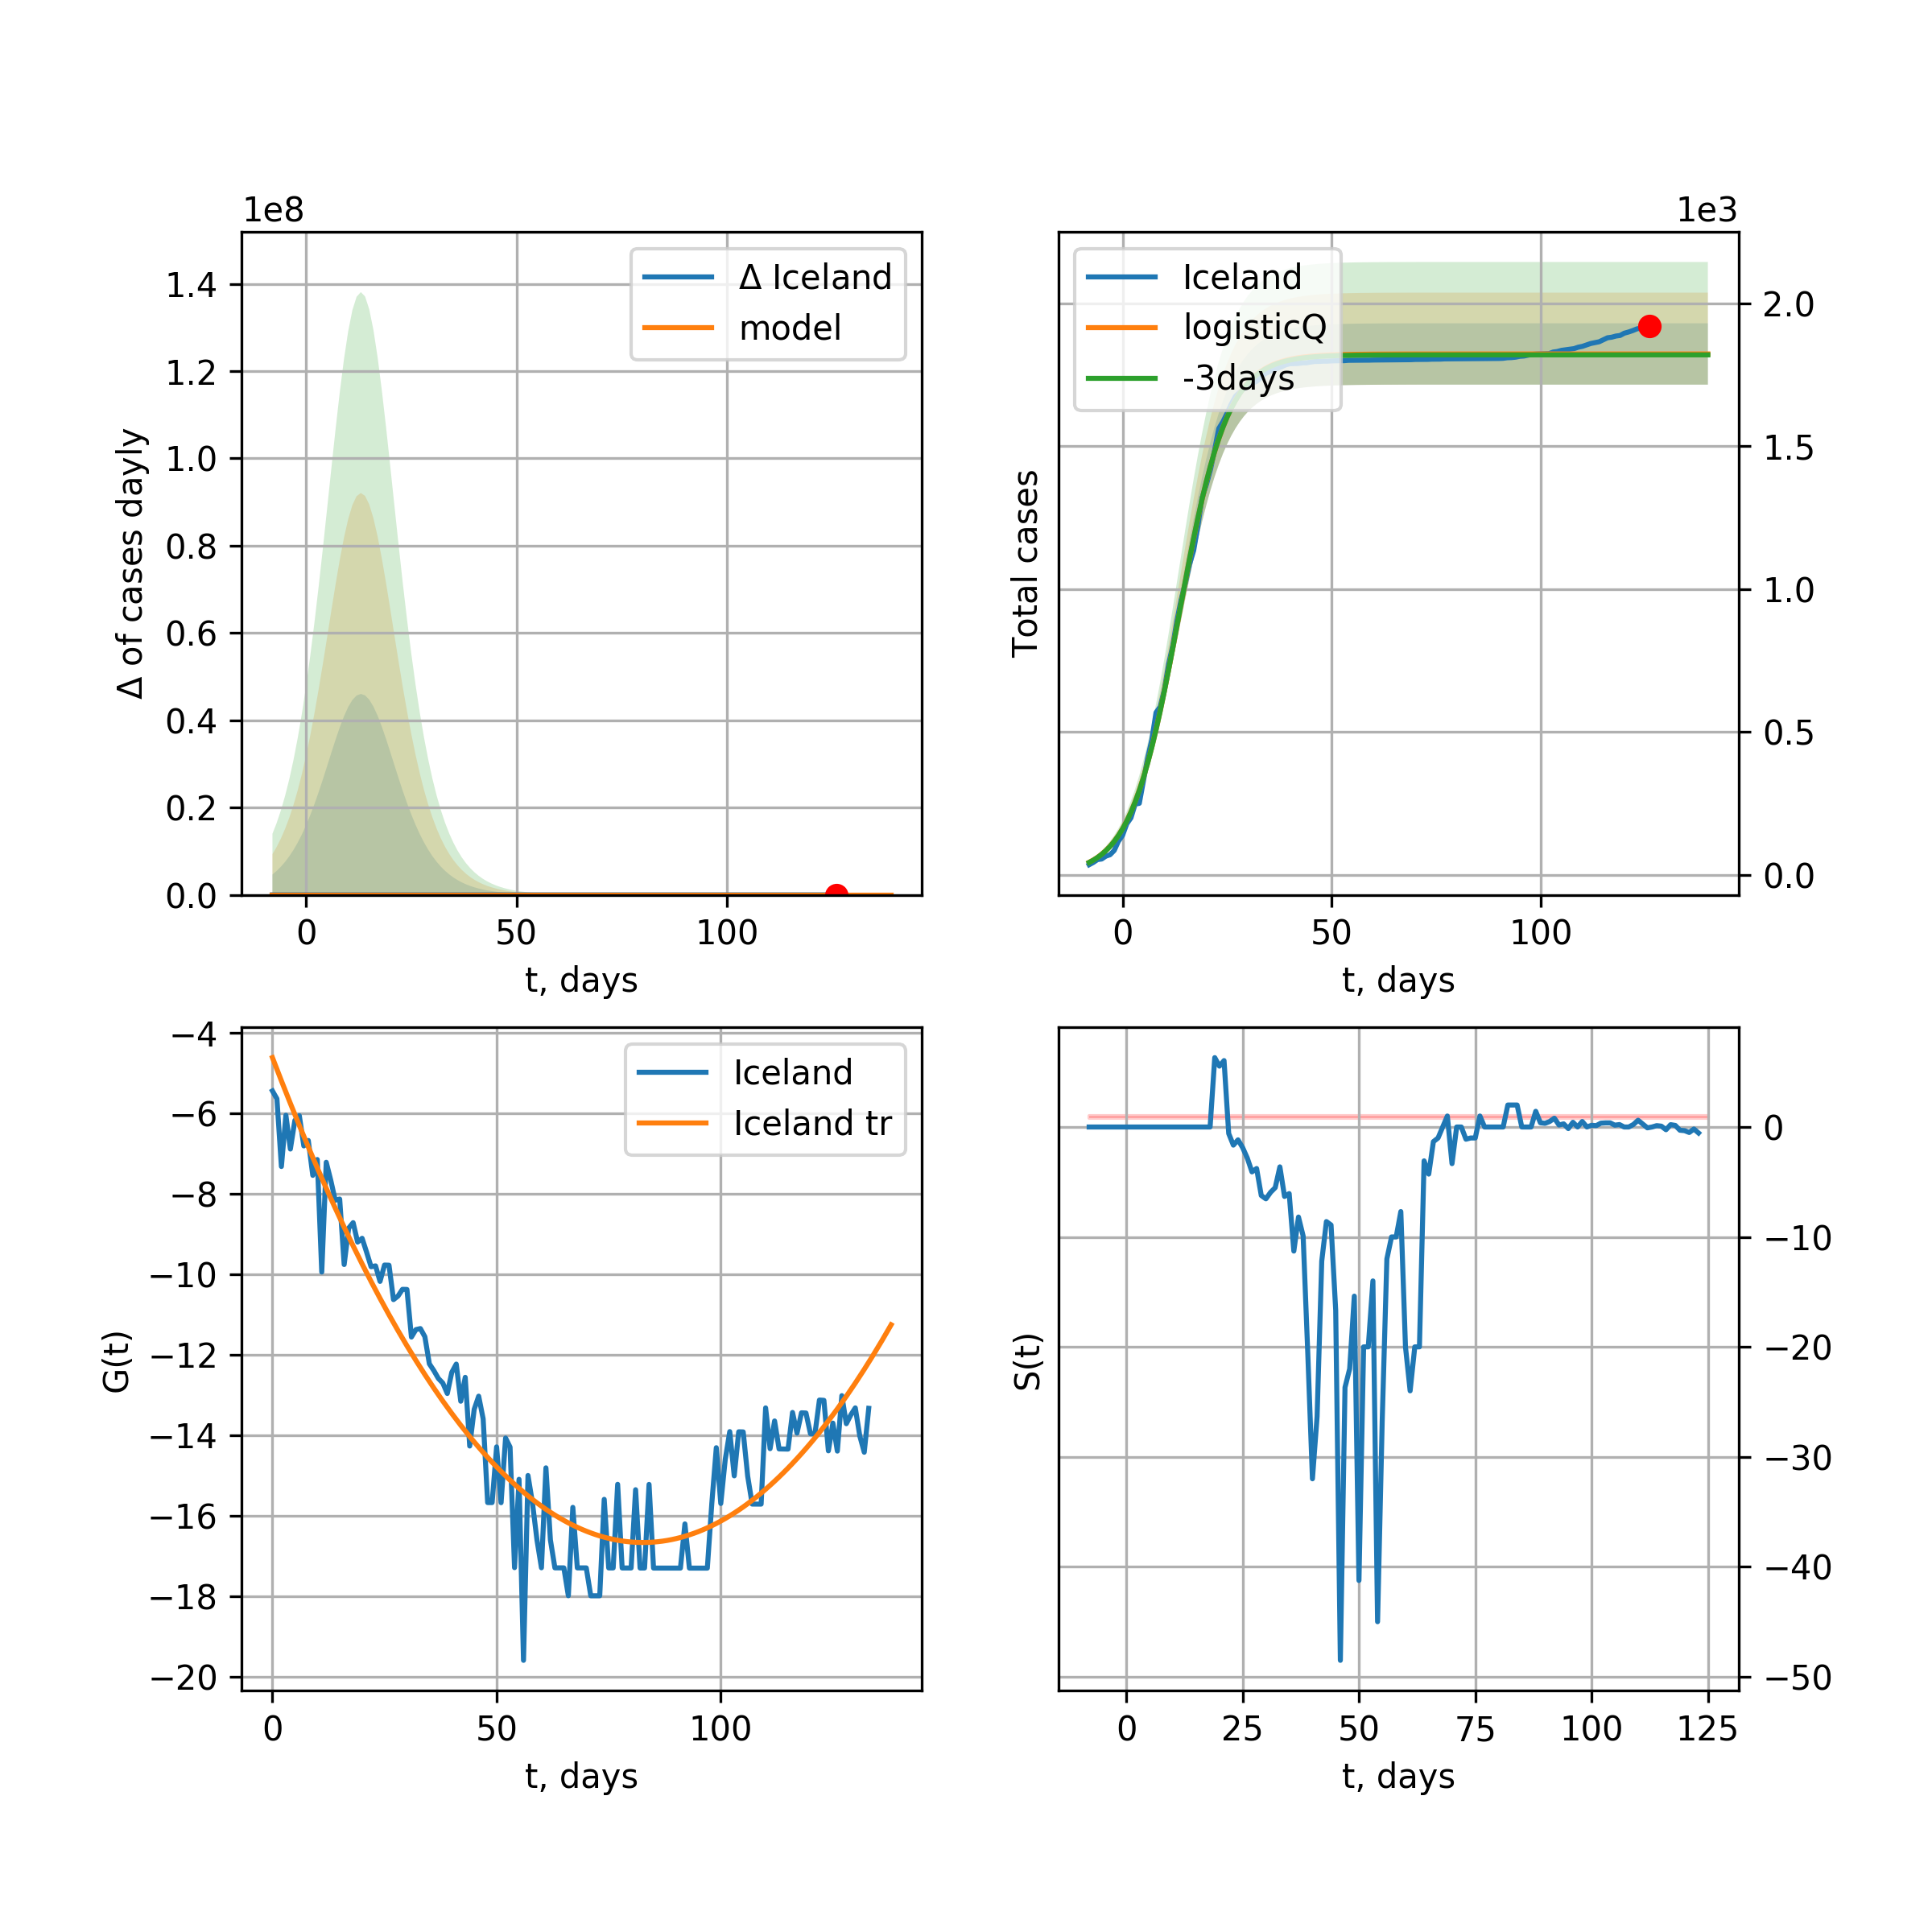 1e8
Δ of cases dayly
1.4
1.2
1.0
0.8
0.6
0.4
0.2
0.0
Δ Iceland
model
0
50
100
t, days
1e3
Total cases
Iceland
logisticQ
-3days
2.0
1.5
1.0
0.5
0.0
0
50
100
t, days
G(t)
−4
−6
−8
−10
−12
−14
−16
−18
−20
Iceland
Iceland tr
0
50
100
t, days
S(t)
0
−10
−20
−30
−40
−50
0
25
50
75
100
125
t, days